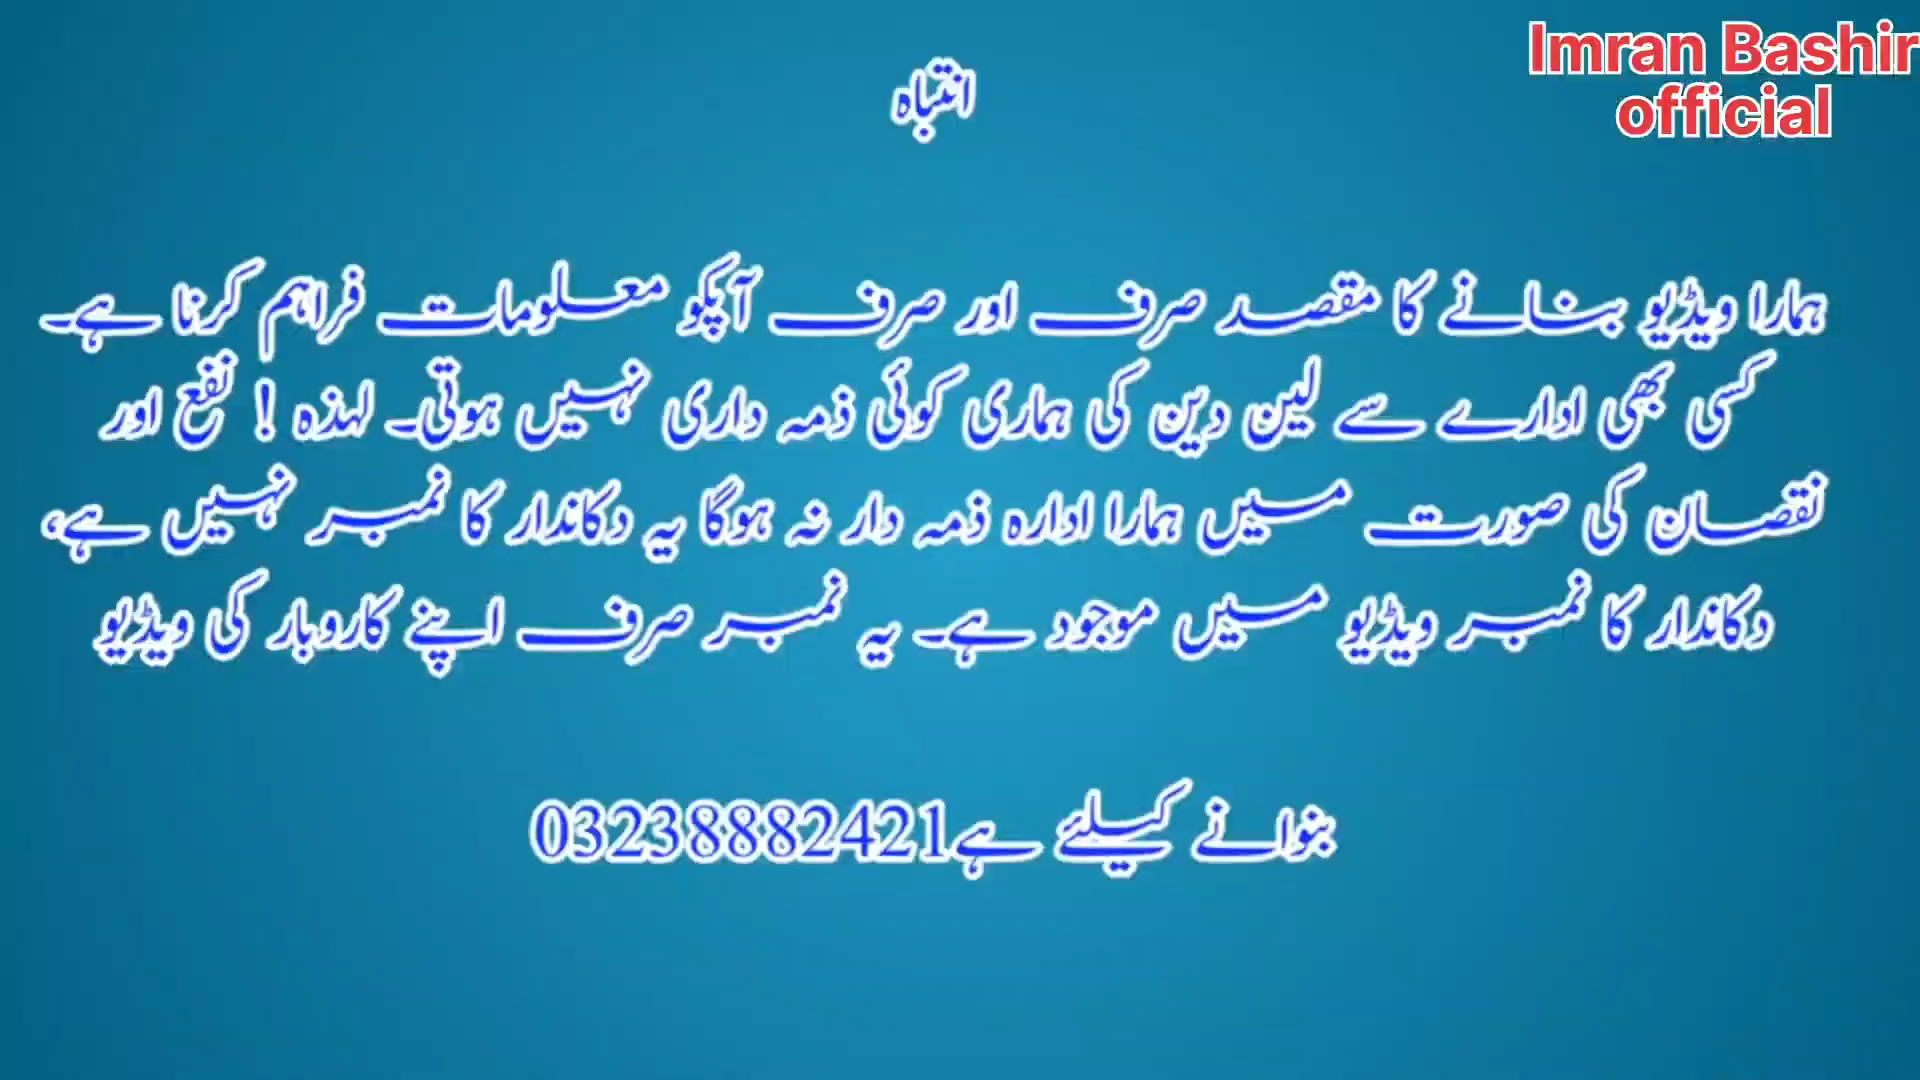 Imran Bashir
official
انتباہ
ہمارا ویڈیو بنانے کا مقصد صرف اور صرف آپکو معلومات فراہم کرنا ہے۔
کسی بھی ادارے سے لین دین کی ہماری کوئی ذمہ داری نہیں ہوتی۔ لہذہ ! نفع اور
نقصان کی صورت میں ہمارا ادارہ ذمہ دار نہ ہوگا یہ دکاندار کا نمبر نہیں ہے،
دکاندار کا نمبر ویڈیو میں موجود ہے۔ یہ نمبر صرف اپنے کاروبار کی ویڈیو
بنوانے کیلئے ہے03238882421